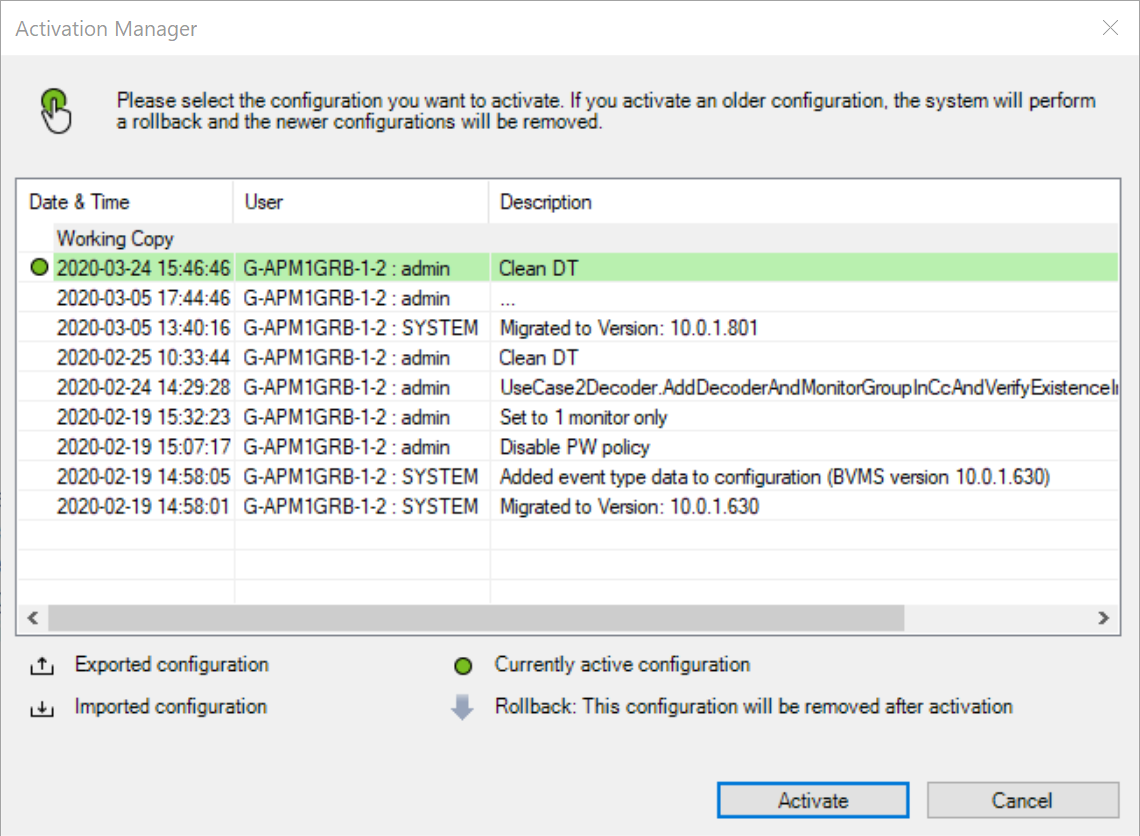 Activation Manager
Please select the configuration you want to activate. If you activate an older configuration, the system will perform
a rollback and the newer configurations will be removed.
Date & Time User Description
Working Copy
2020-03-24 15:46:46 G-APM1GRB-1-2 : admin Clean DT
2020-03-05 17:44:46 G-APM1GRB-1-2 : admin ...
2020-03-05 13:40:16 G-APM1GRB-1-2 : SYSTEM Migrated to Version: 10.0.1.801
2020-02-25 10:33:44 G-APM1GRB-1-2 : admin Clean DT
2020-02-24 14:29:28 G-APM1GRB-1-2 : admin UseCase2Decoder.AddDecoderAndMonitorGroupInCcAndVerifyExistenceI
2020-02-19 15:32:23 G-APM1GRB-1-2 : admin Set to 1 monitor only
2020-02-19 15:07:17 G-APM1GRB-1-2 : admin Disable PW policy
2020-02-19 14:58:05 G-APM1GRB-1-2 : SYSTEM Added event type data to configuration (BVMS version 10.0.1.630)
2020-02-19 14:58:01 G-APM1GRB-1-2 : SYSTEM Migrated to Version: 10.0.1.630
Exported configuration Currently active configuration
Imported configuration Rollback: This configuration will be removed after activation
Activate Cancel